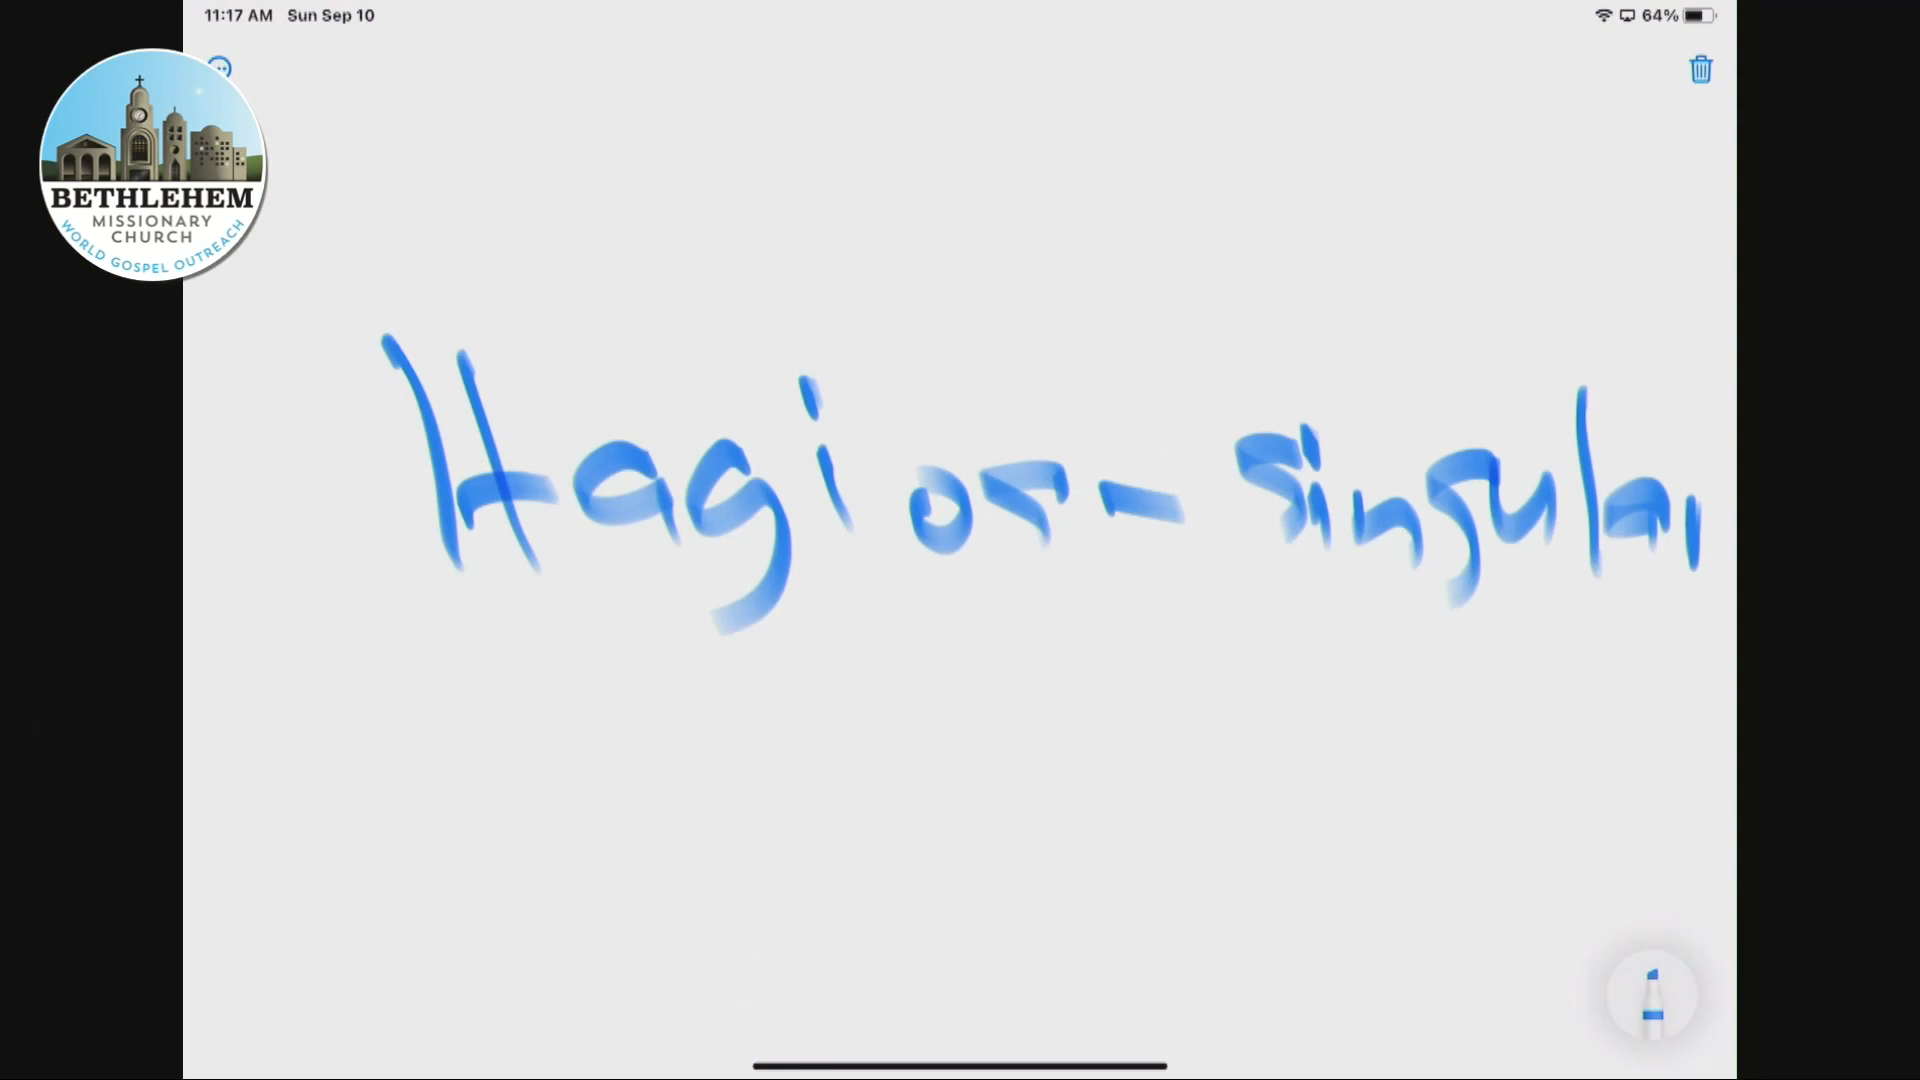 11:17 AM Sun Sep 10
64%
BETHLEHEM
MISSIONARY
CHURCH
WORLD GOSPEL OUTREACH
Hagios - singular